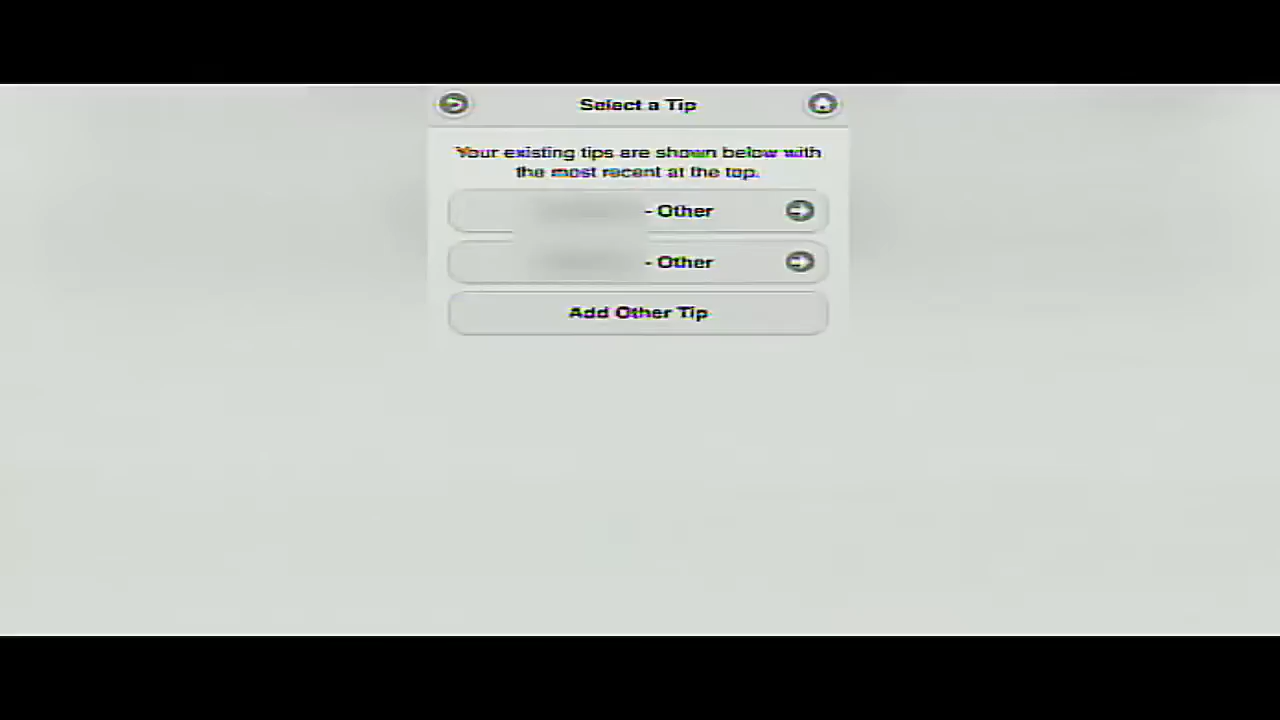 Select a Tip
Your existing tips are shown below with
the most recent at the top.
- Other
- Other
Add Other Tip